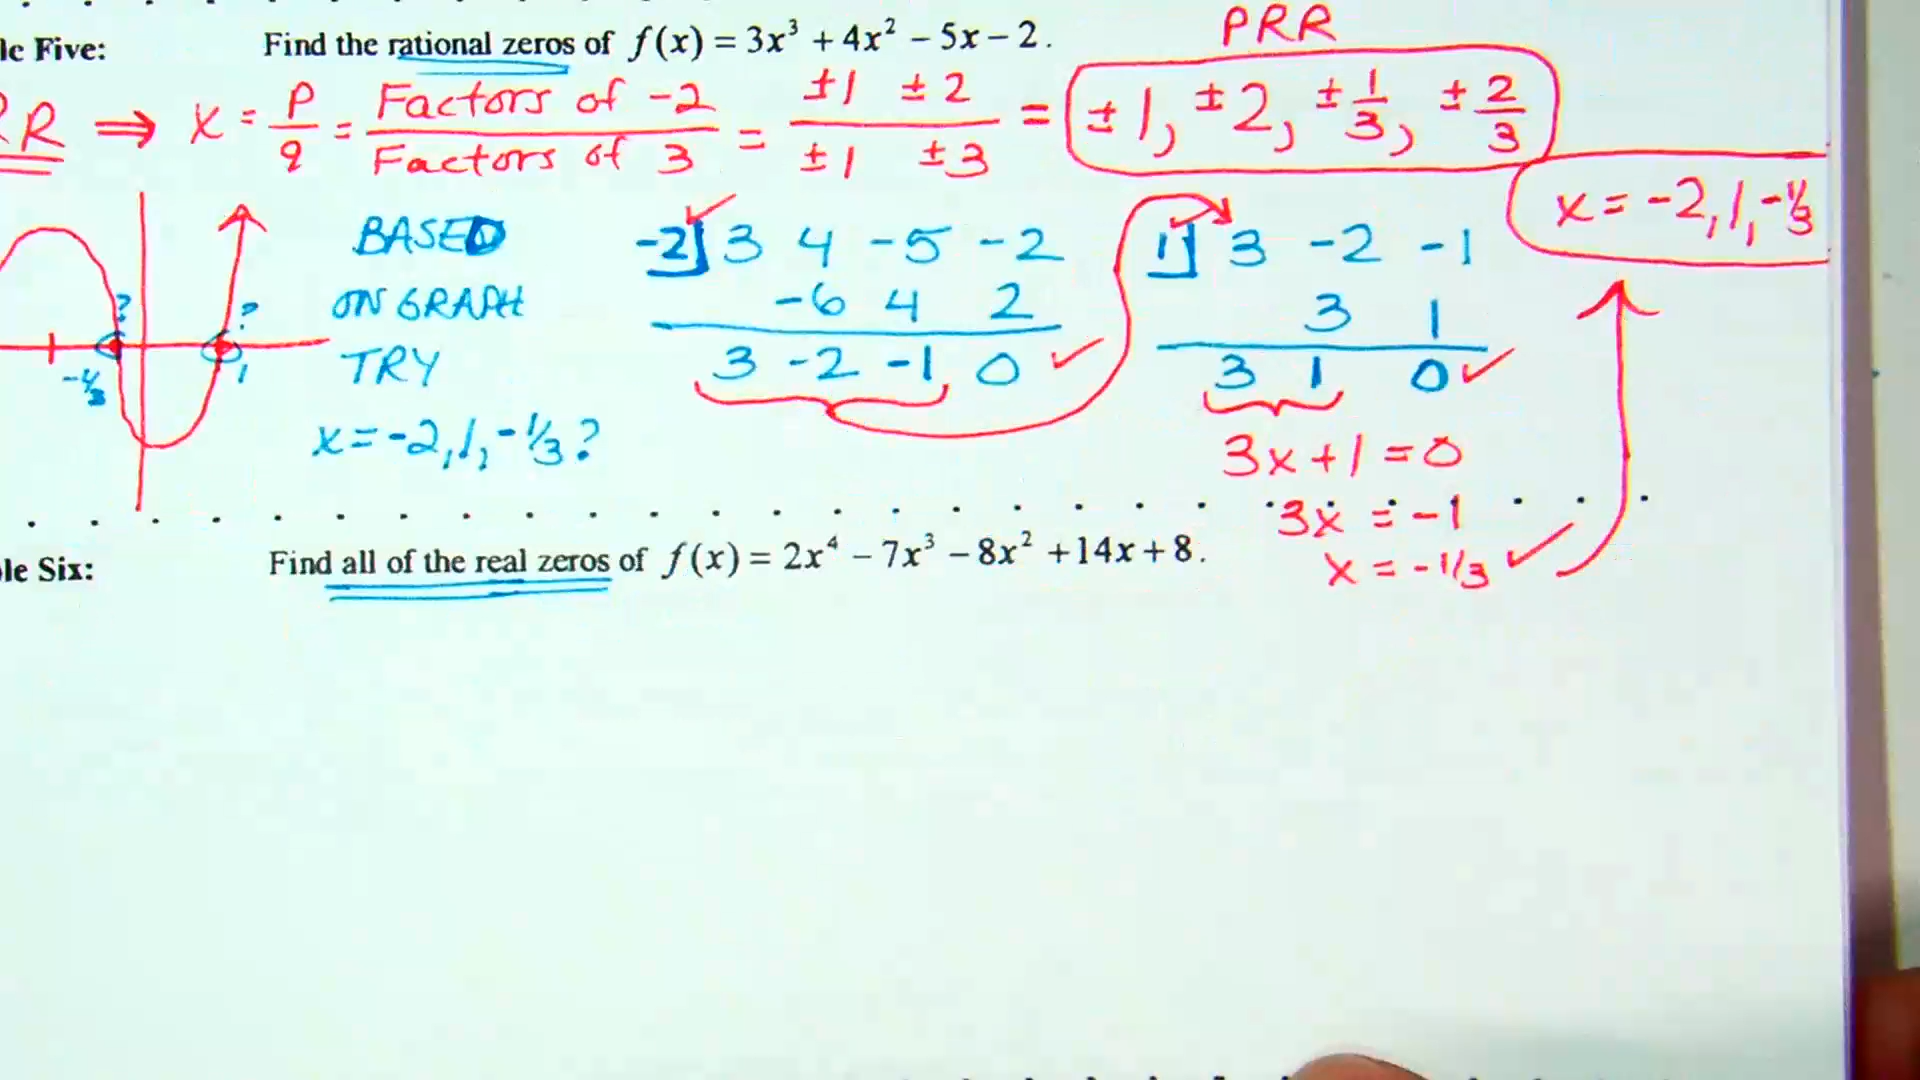 PRR
le Five: Find the rational zeros of f(x) = 3x³ + 4x² − 5x − 2.
R ⇒ x = p/q = Factors of -2 / Factors of 3 = ±1 ±2 / ±1 ±3 = ±1, ±2, ±1/3, ±2/3
x = -2, 1, -1/3
BASED
ON GRAPH
TRY
x = -2, 1, -1/3 ?
? ?
-1/3 1
-2] 3 4 -5 -2
-6 4 2
3 -2 -1 0 ✓
1] 3 -2 -1
3 1
3 1 0 ✓
3x + 1 = 0
3x = -1
x = -1/3 ✓
le Six: Find all of the real zeros of f(x) = 2x⁴ − 7x³ − 8x² + 14x + 8.